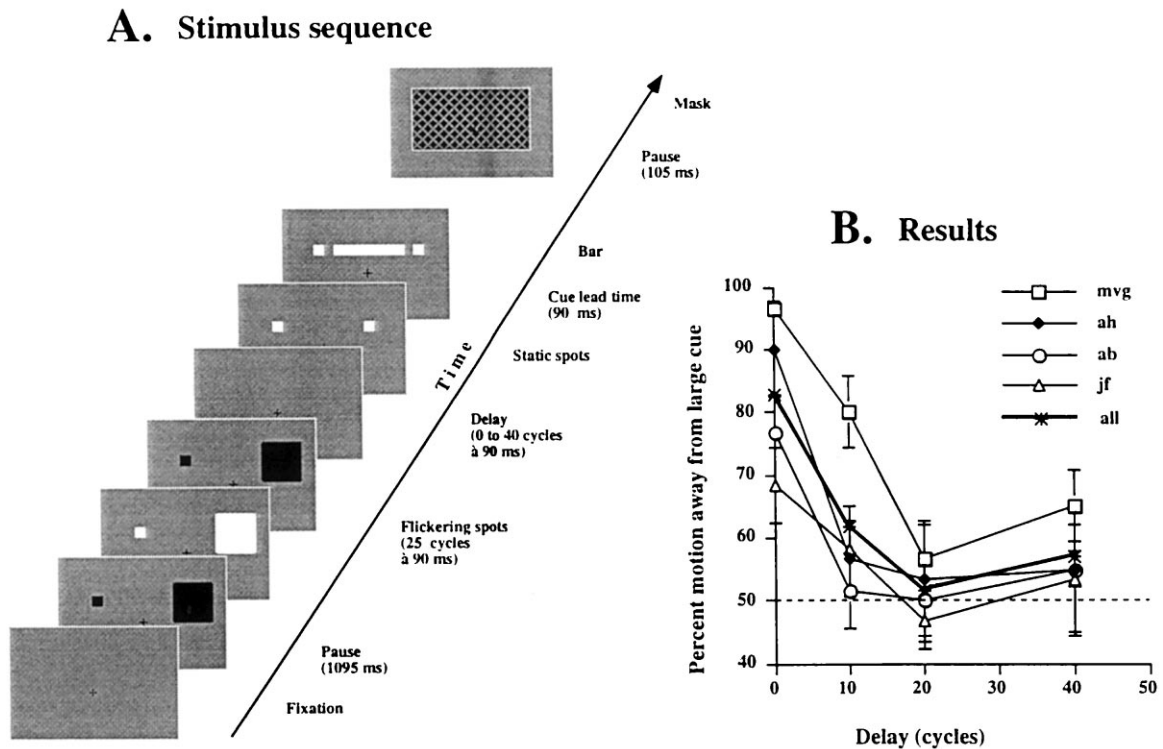 A. Stimulus sequence
Mask
Pause
(105 ms)
Bar
Cue lead time
(90 ms)
Static spots
Time
Delay
(0 to 40 cycles
à 90 ms)
Flickering spots
(25 cycles
à 90 ms)
Pause
(1095 ms)
Fixation
B. Results
Percent motion away from large cue
100
90
80
70
60
50
40
0
10
20
30
40
50
Delay (cycles)
mvg
ah
ab
jf
all